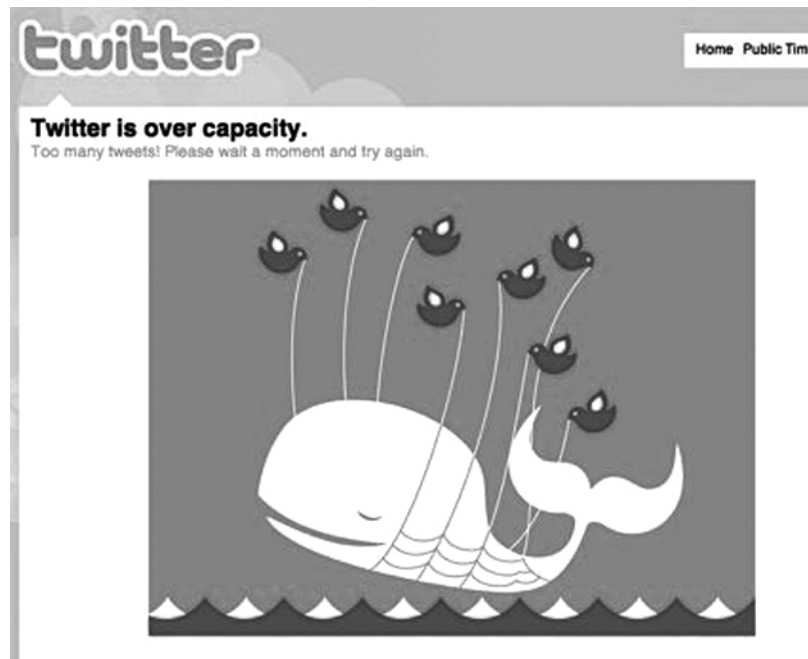 twitter
Home Public Tim
Twitter is over capacity.
Too many tweets! Please wait a moment and try again.